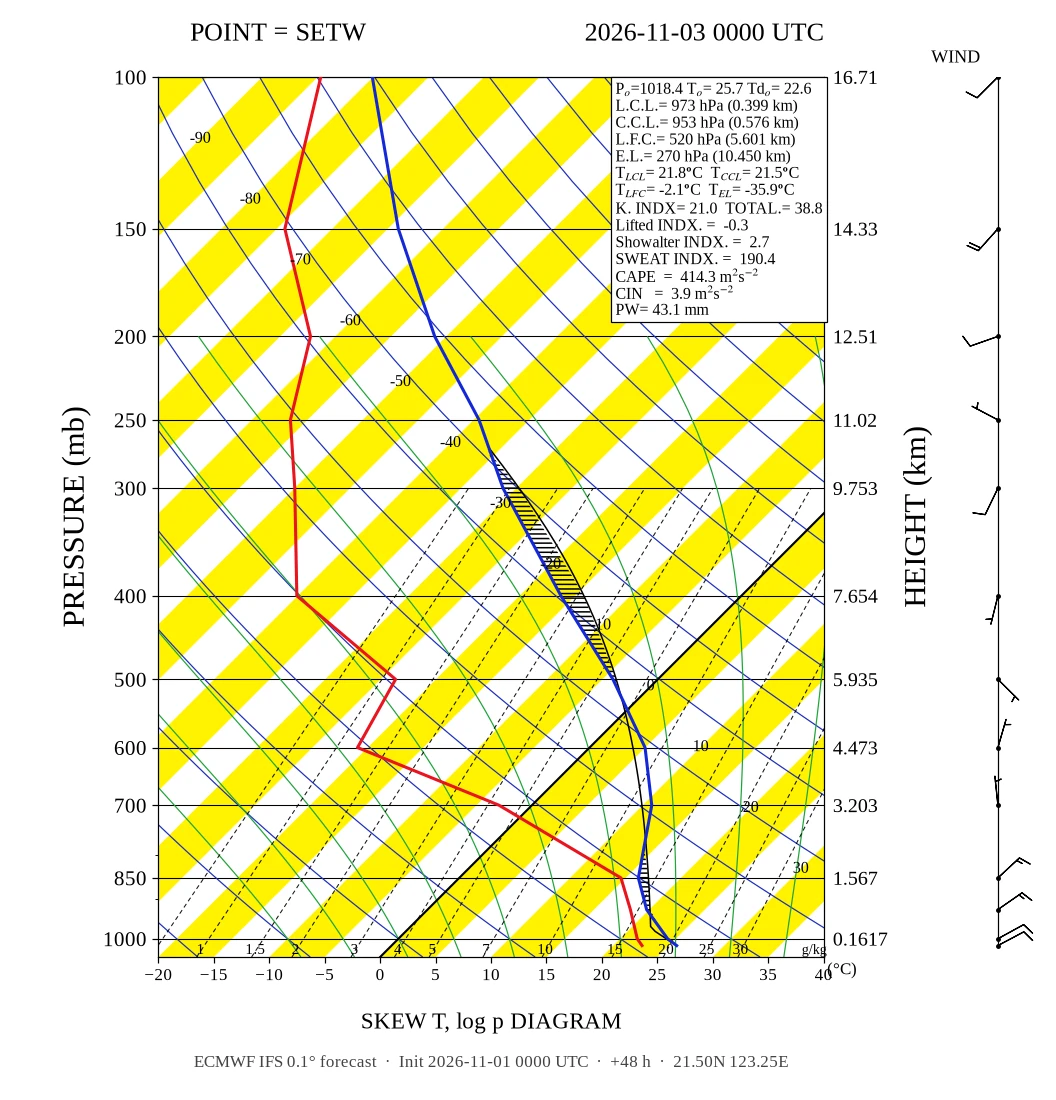 POINT = SETW
2026-11-03 0000 UTC
WIND
Pₒ=1018.4 Tₒ= 25.7 Tdₒ= 22.6
L.C.L.= 973 hPa (0.399 km)
C.C.L.= 953 hPa (0.576 km)
L.F.C.= 520 hPa (5.601 km)
E.L.= 270 hPa (10.450 km)
T_LCL= 21.8°C T_CCL= 21.5°C
T_LFC= -2.1°C T_EL= -35.9°C
K. INDX= 21.0 TOTAL.= 38.8
Lifted INDX. = -0.3
Showalter INDX. = 2.7
SWEAT INDX. = 190.4
CAPE = 414.3 m²s⁻²
CIN = 3.9 m²s⁻²
PW= 43.1 mm
100
150
200
250
300
400
500
600
700
850
1000
PRESSURE (mb)
-90
-80
-70
-60
-50
-40
-30
-20
-10
0
10
20
30
16.71
14.33
12.51
11.02
9.753
7.654
5.935
4.473
3.203
1.567
0.1617
HEIGHT (km)
1 1.5 2 3 4 5 7 10 15 20 25 30 g/kg
−20 −15 −10 −5 0 5 10 15 20 25 30 35 40 (°C)
SKEW T, log p DIAGRAM
ECMWF IFS 0.1° forecast · Init 2026-11-01 0000 UTC · +48 h · 21.50N 123.25E